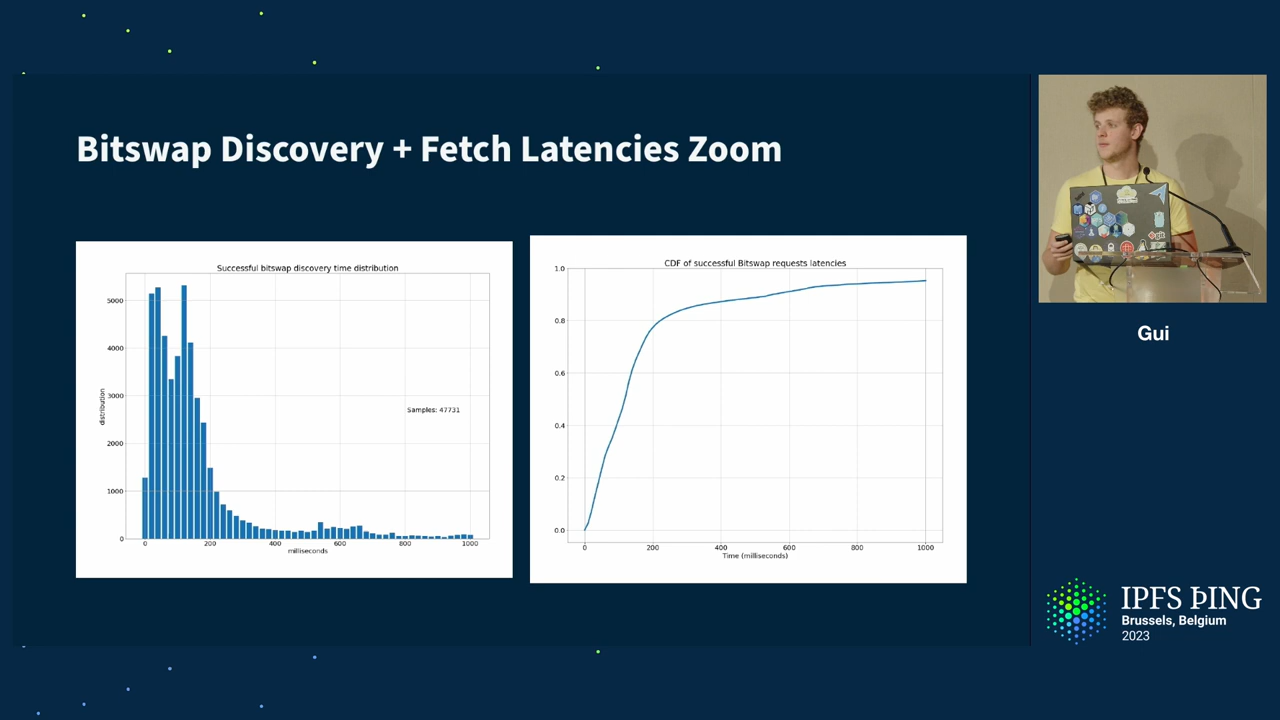 Bitswap Discovery + Fetch Latencies Zoom
Successful bitswap discovery time distribution
distribution
5000
4000
3000
2000
1000
0
Samples: 47731
0 200 400 600 800 1000
milliseconds
CDF of successful Bitswap requests latencies
1.0
0.8
0.6
0.4
0.2
0.0
0 200 400 600 800 1000
Time (milliseconds)
Gui
IPFS ÞING
Brussels, Belgium
2023